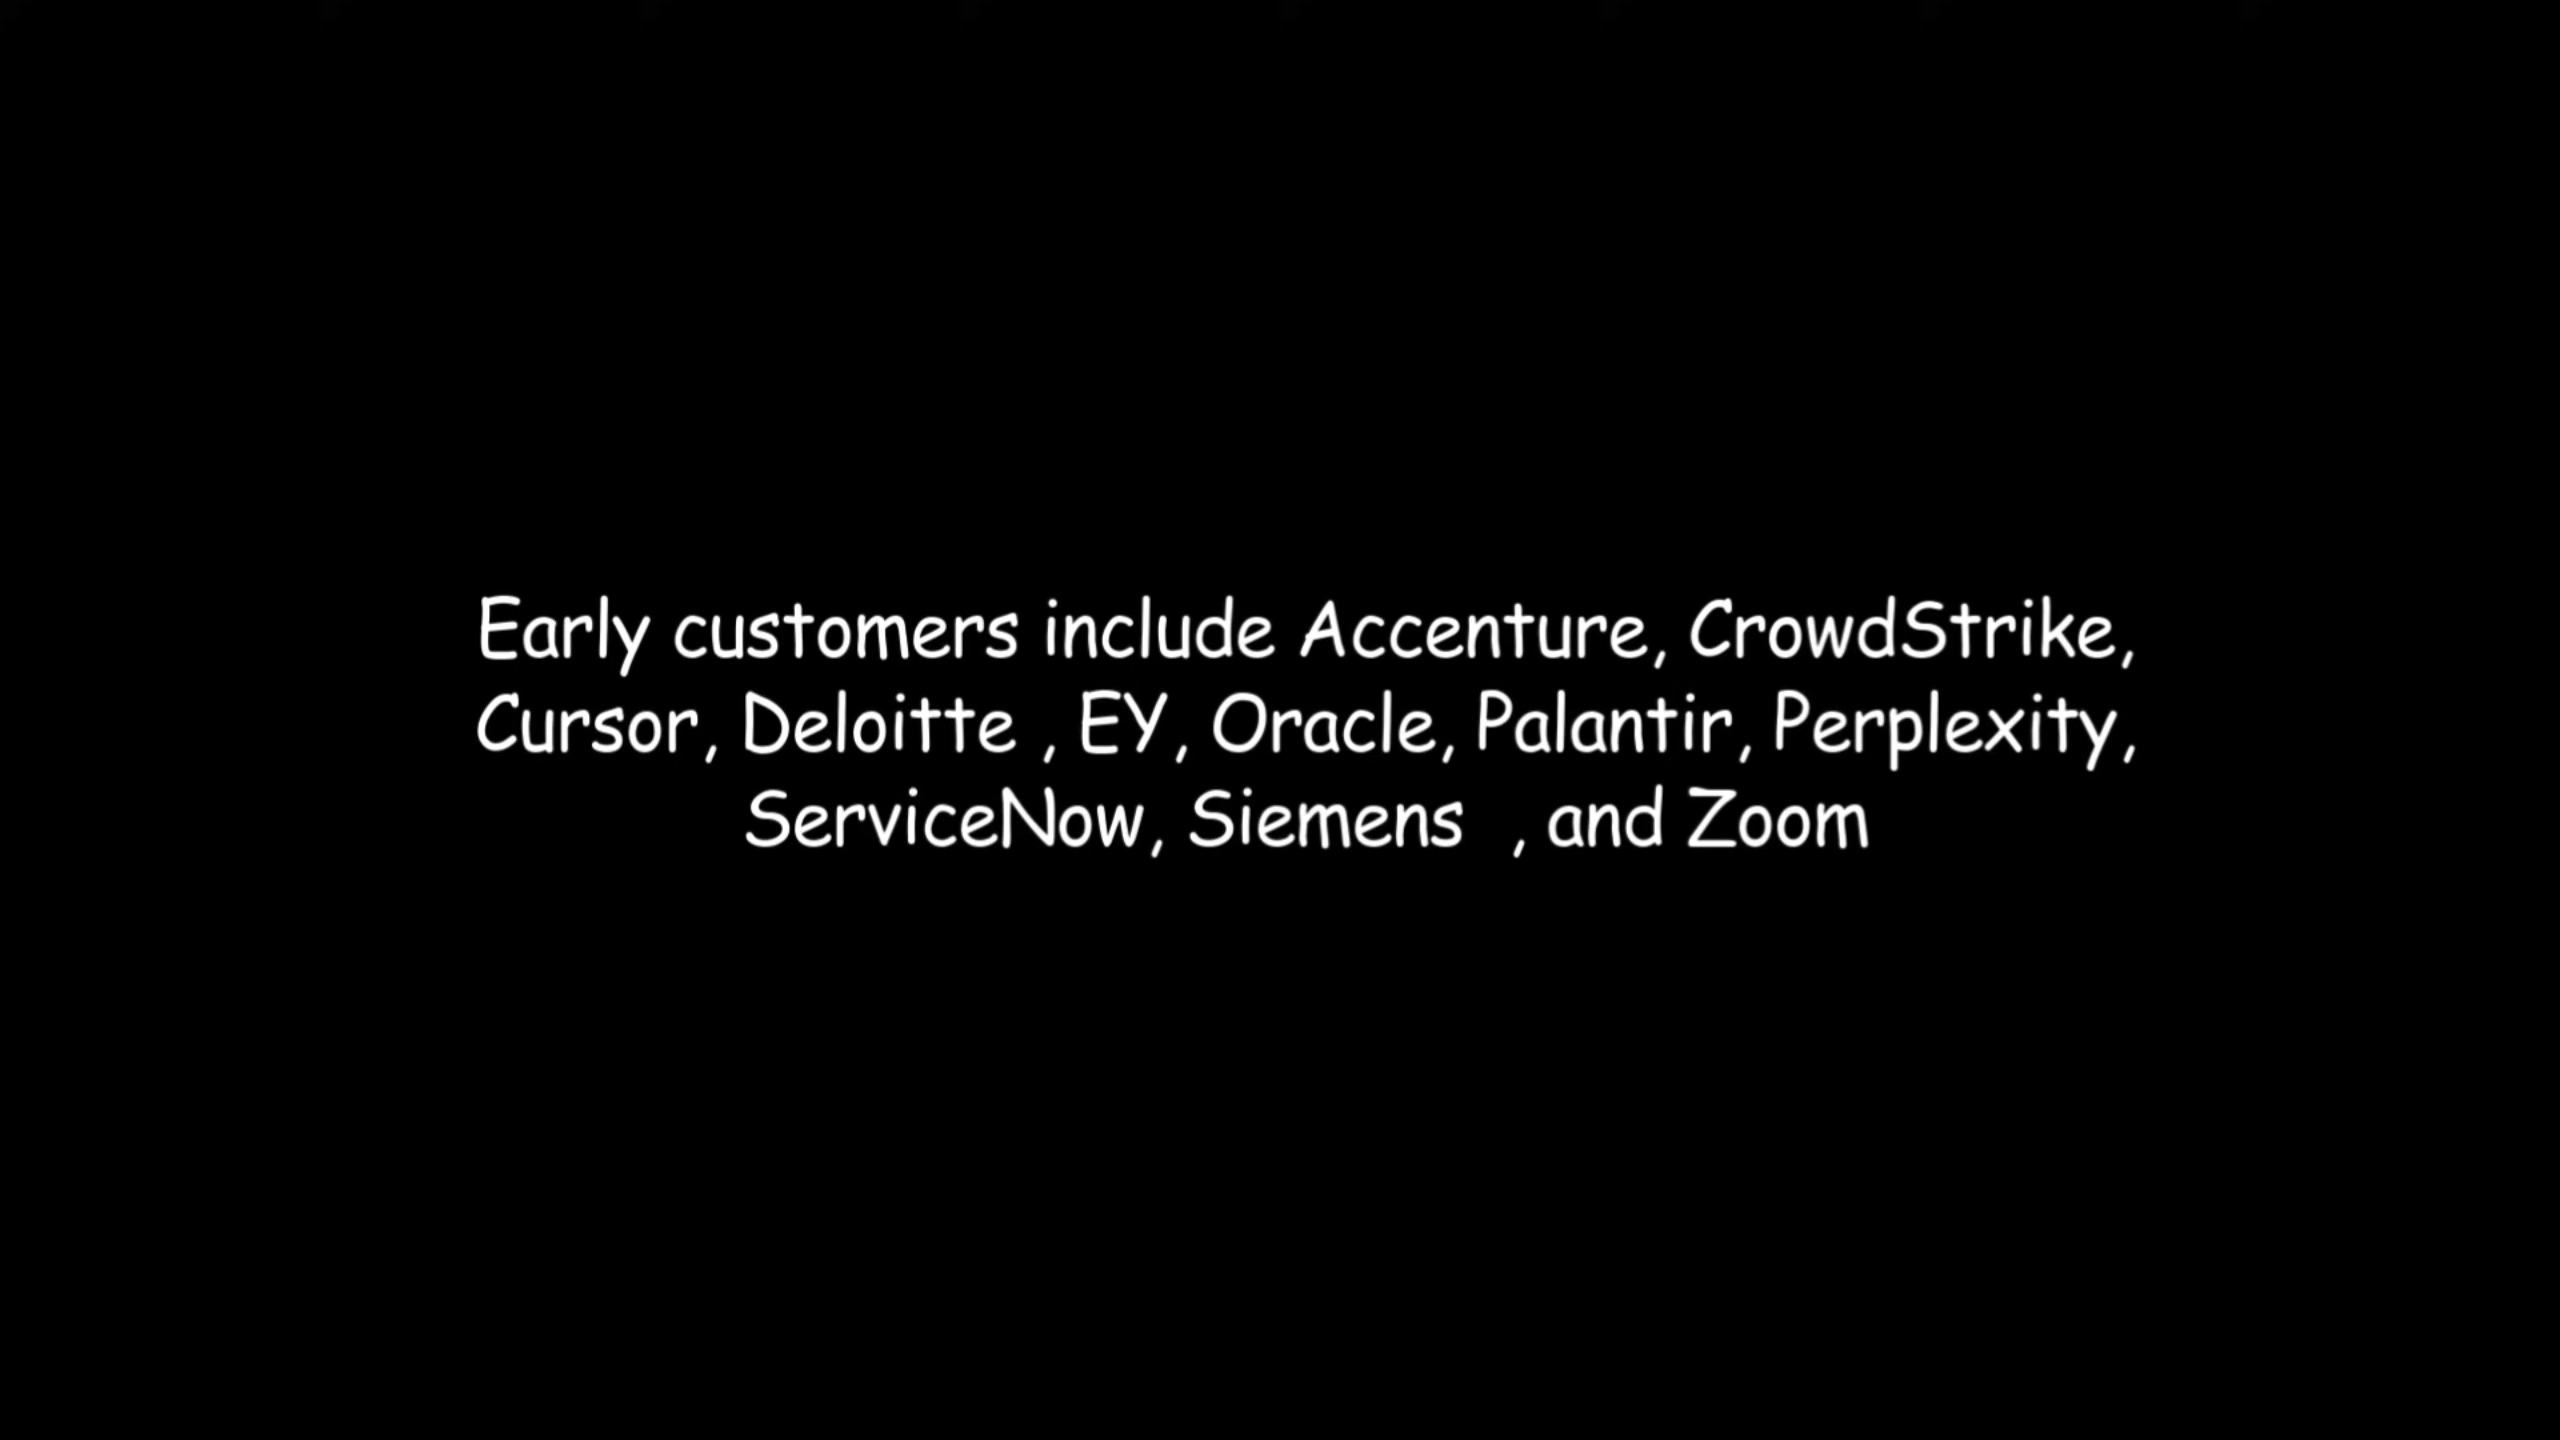 Early customers include Accenture, CrowdStrike,
Cursor, Deloitte , EY, Oracle, Palantir, Perplexity,
ServiceNow, Siemens  , and Zoom